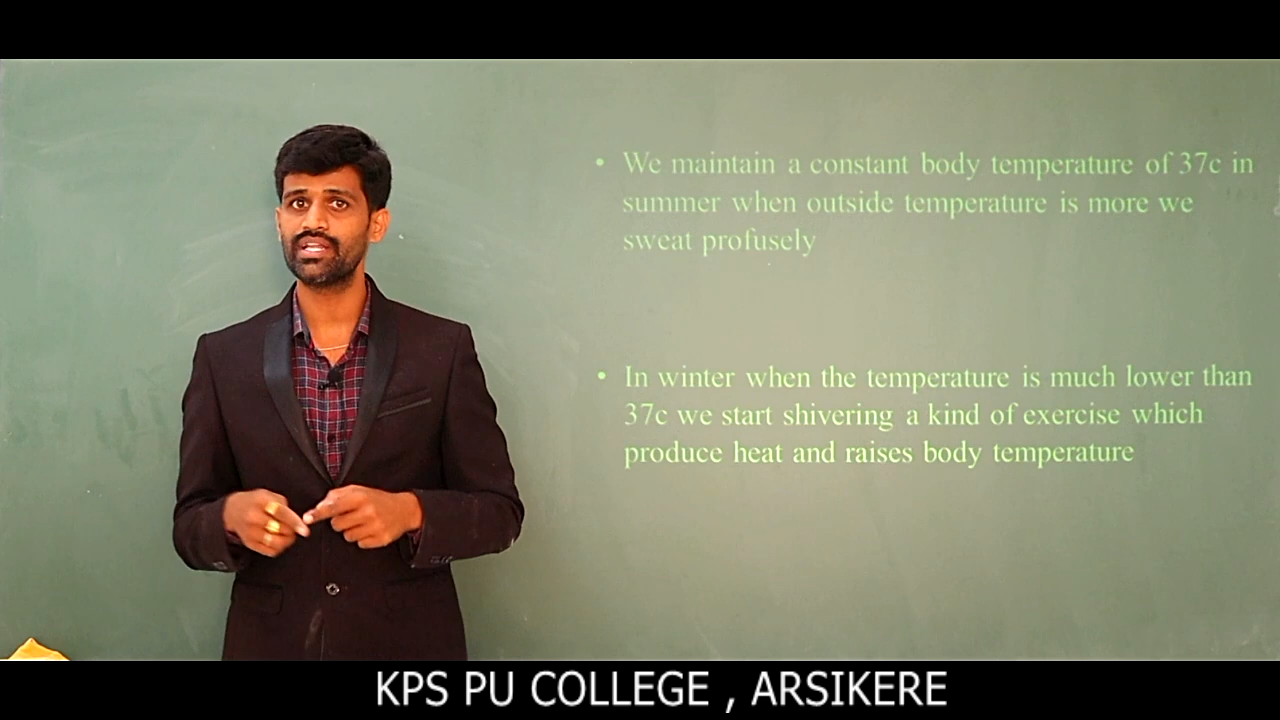 • We maintain a constant body temperature of 37c in
summer when outside temperature is more we
sweat profusely
• In winter when the temperature is much lower than
37c we start shivering a kind of exercise which
produce heat and raises body temperature
KPS PU COLLEGE , ARSIKERE